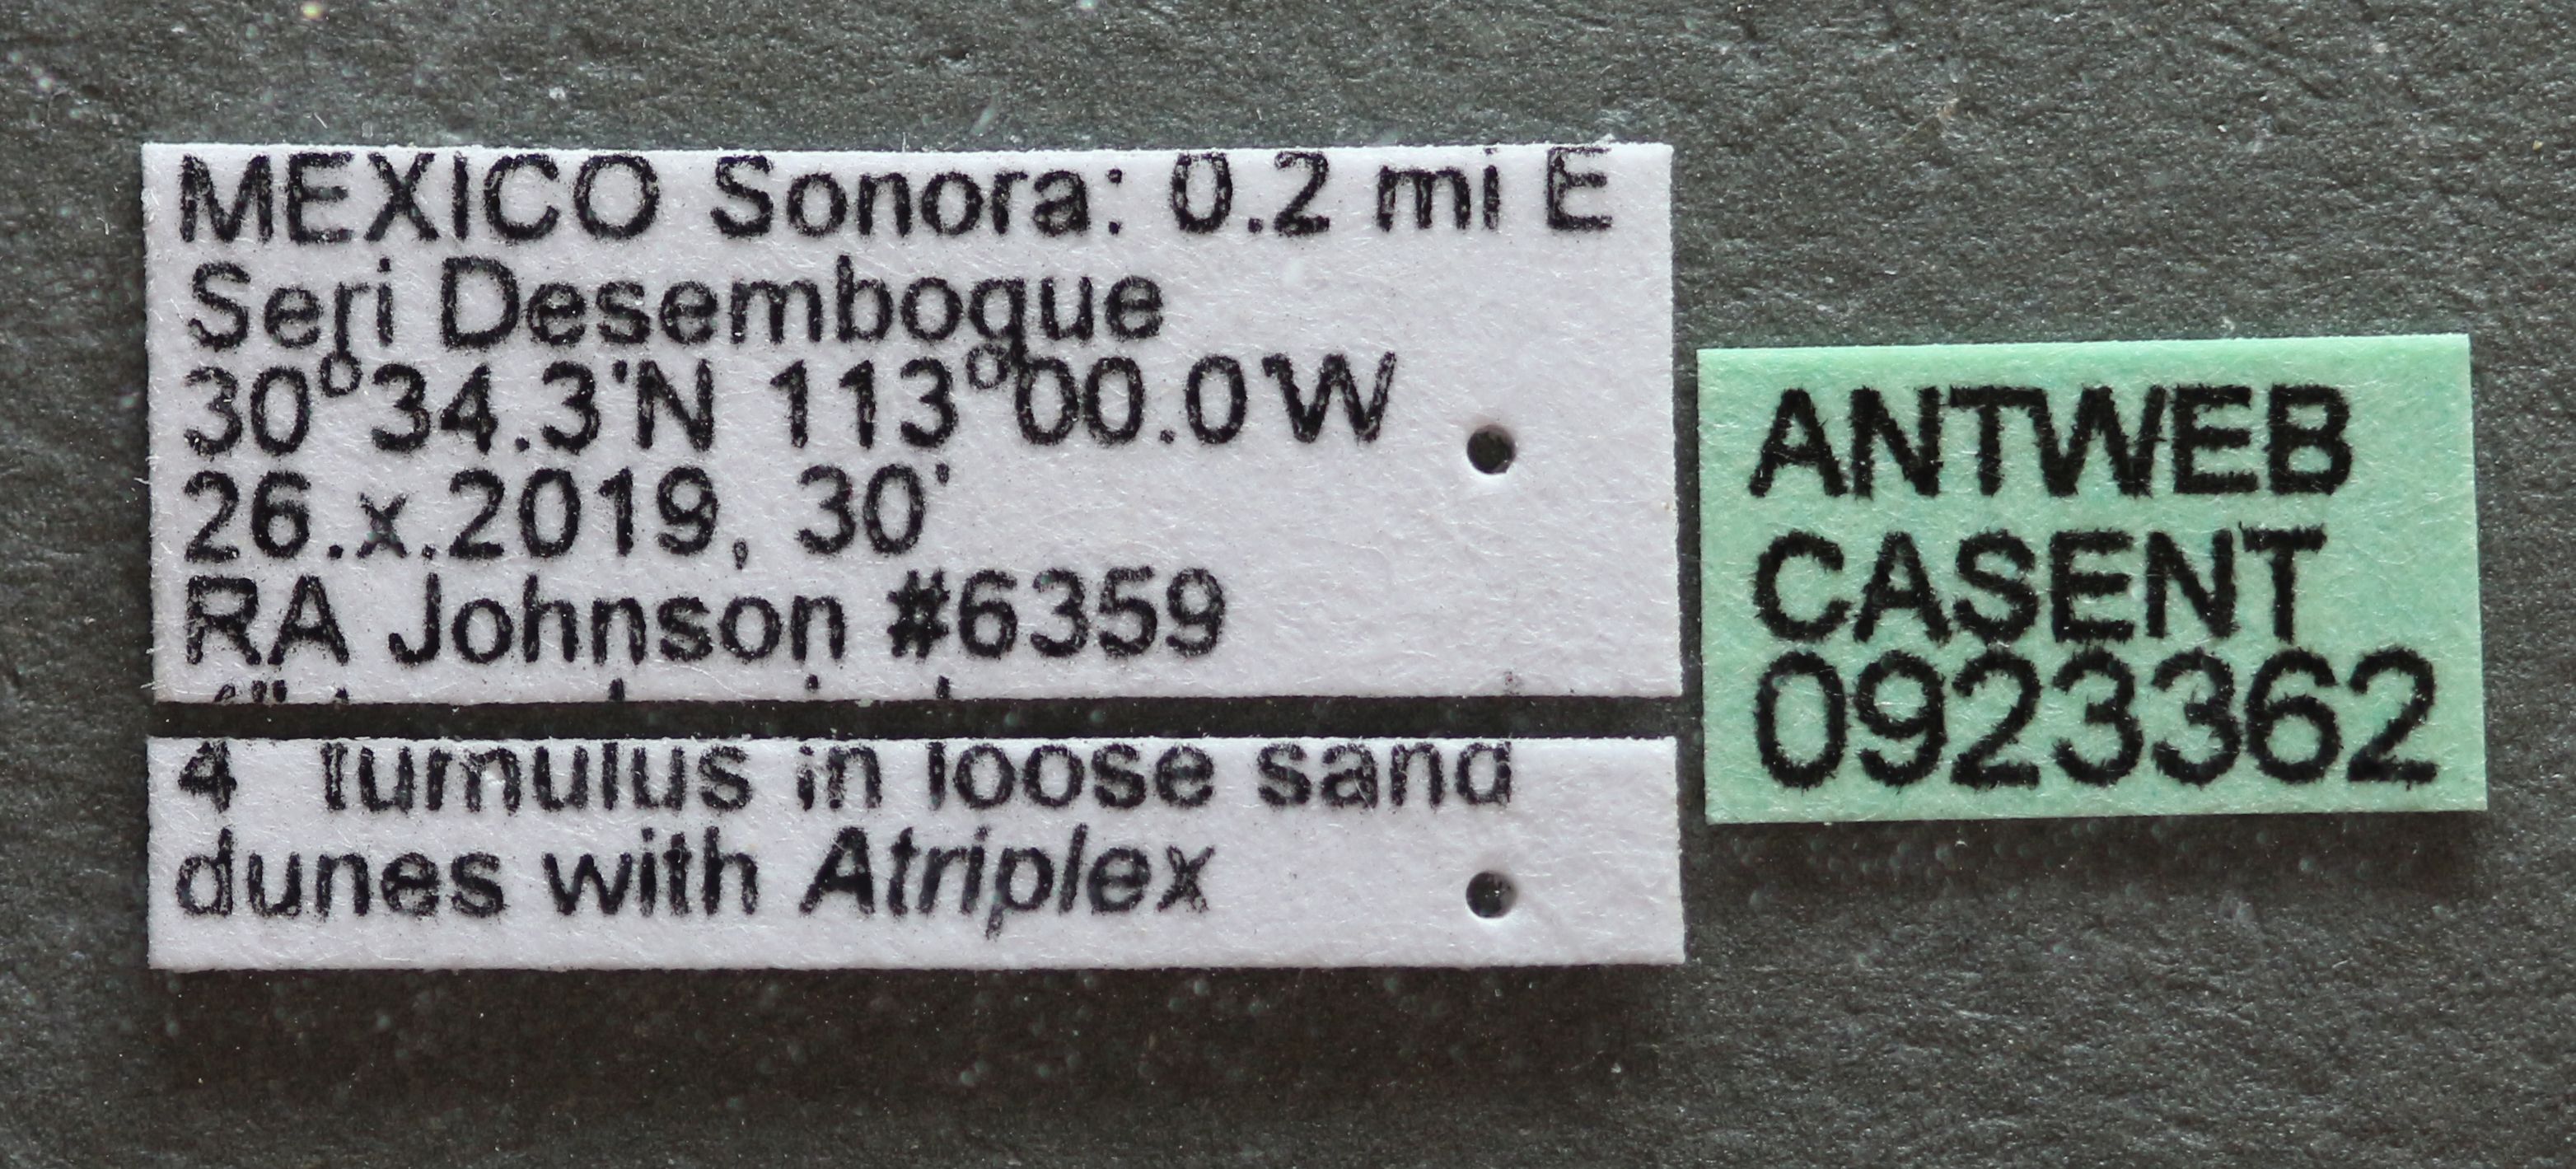 MEXICO Sonora: 0.2 mi E
Seri Desemboque
30°34.3'N 113°00.0'W
26.x.2019, 30'
RA Johnson #6359
4" tumulus in loose sand
dunes with Atriplex
ANTWEB
CASENT
0923362